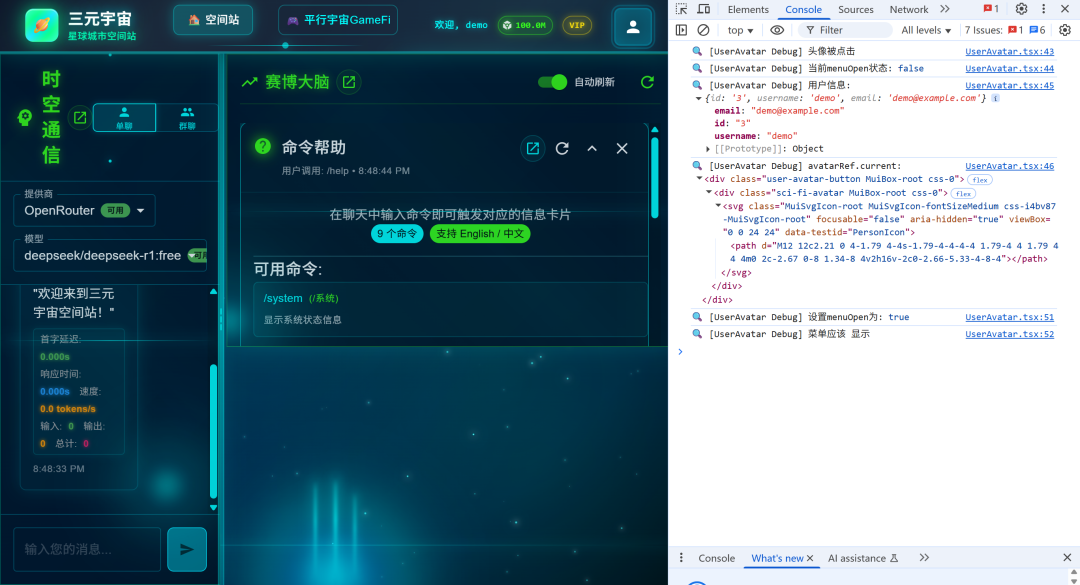 三元宇宙
星球城市空间站
空间站
平行宇宙GameFi
欢迎, demo
100.0M
VIP
时空通信
单聊
群聊
提供商
OpenRouter 可用
模型
deepseek/deepseek-r1:free
"欢迎来到三元
宇宙空间站！"
首字延迟:
0.000s
响应时间:
0.000s 速度:
0.0 tokens/s
输入: 0 输出:
0 总计: 0
8:48:33 PM
输入您的消息...
赛博大脑
自动刷新
命令帮助
用户调用: /help • 8:48:44 PM
在聊天中输入命令即可触发对应的信息卡片
9 个命令 支持 English / 中文
可用命令:
/system (/系统)
显示系统状态信息
Elements Console Sources Network 1
top Filter All levels 7 Issues: 1 6
[UserAvatar Debug] 头像被点击 UserAvatar.tsx:43
[UserAvatar Debug] 当前menuOpen状态: false UserAvatar.tsx:44
[UserAvatar Debug] 用户信息: UserAvatar.tsx:45
{id: '3', username: 'demo', email: 'demo@example.com'}
email: "demo@example.com"
id: "3"
username: "demo"
[[Prototype]]: Object
[UserAvatar Debug] avatarRef.current: UserAvatar.tsx:46
<div class="user-avatar-button MuiBox-root css-0"> flex
<div class="sci-fi-avatar MuiBox-root css-0"> flex
<svg class="MuiSvgIcon-root MuiSvgIcon-fontSizeMedium css-i4bv87
-MuiSvgIcon-root" focusable="false" aria-hidden="true" viewBox=
"0 0 24 24" data-testid="PersonIcon">
<path d="M12 12c2.21 0 4-1.79 4-4s-1.79-4-4-4-4 1.79-4 4 1.79 4
4 4m0 2c-2.67 0-8 1.34-8 4v2h16v-2c0-2.66-5.33-4-8-4"></path>
</svg>
</div>
</div>
[UserAvatar Debug] 设置menuOpen为: true UserAvatar.tsx:51
[UserAvatar Debug] 菜单应该 显示 UserAvatar.tsx:52
Console What's new AI assistance